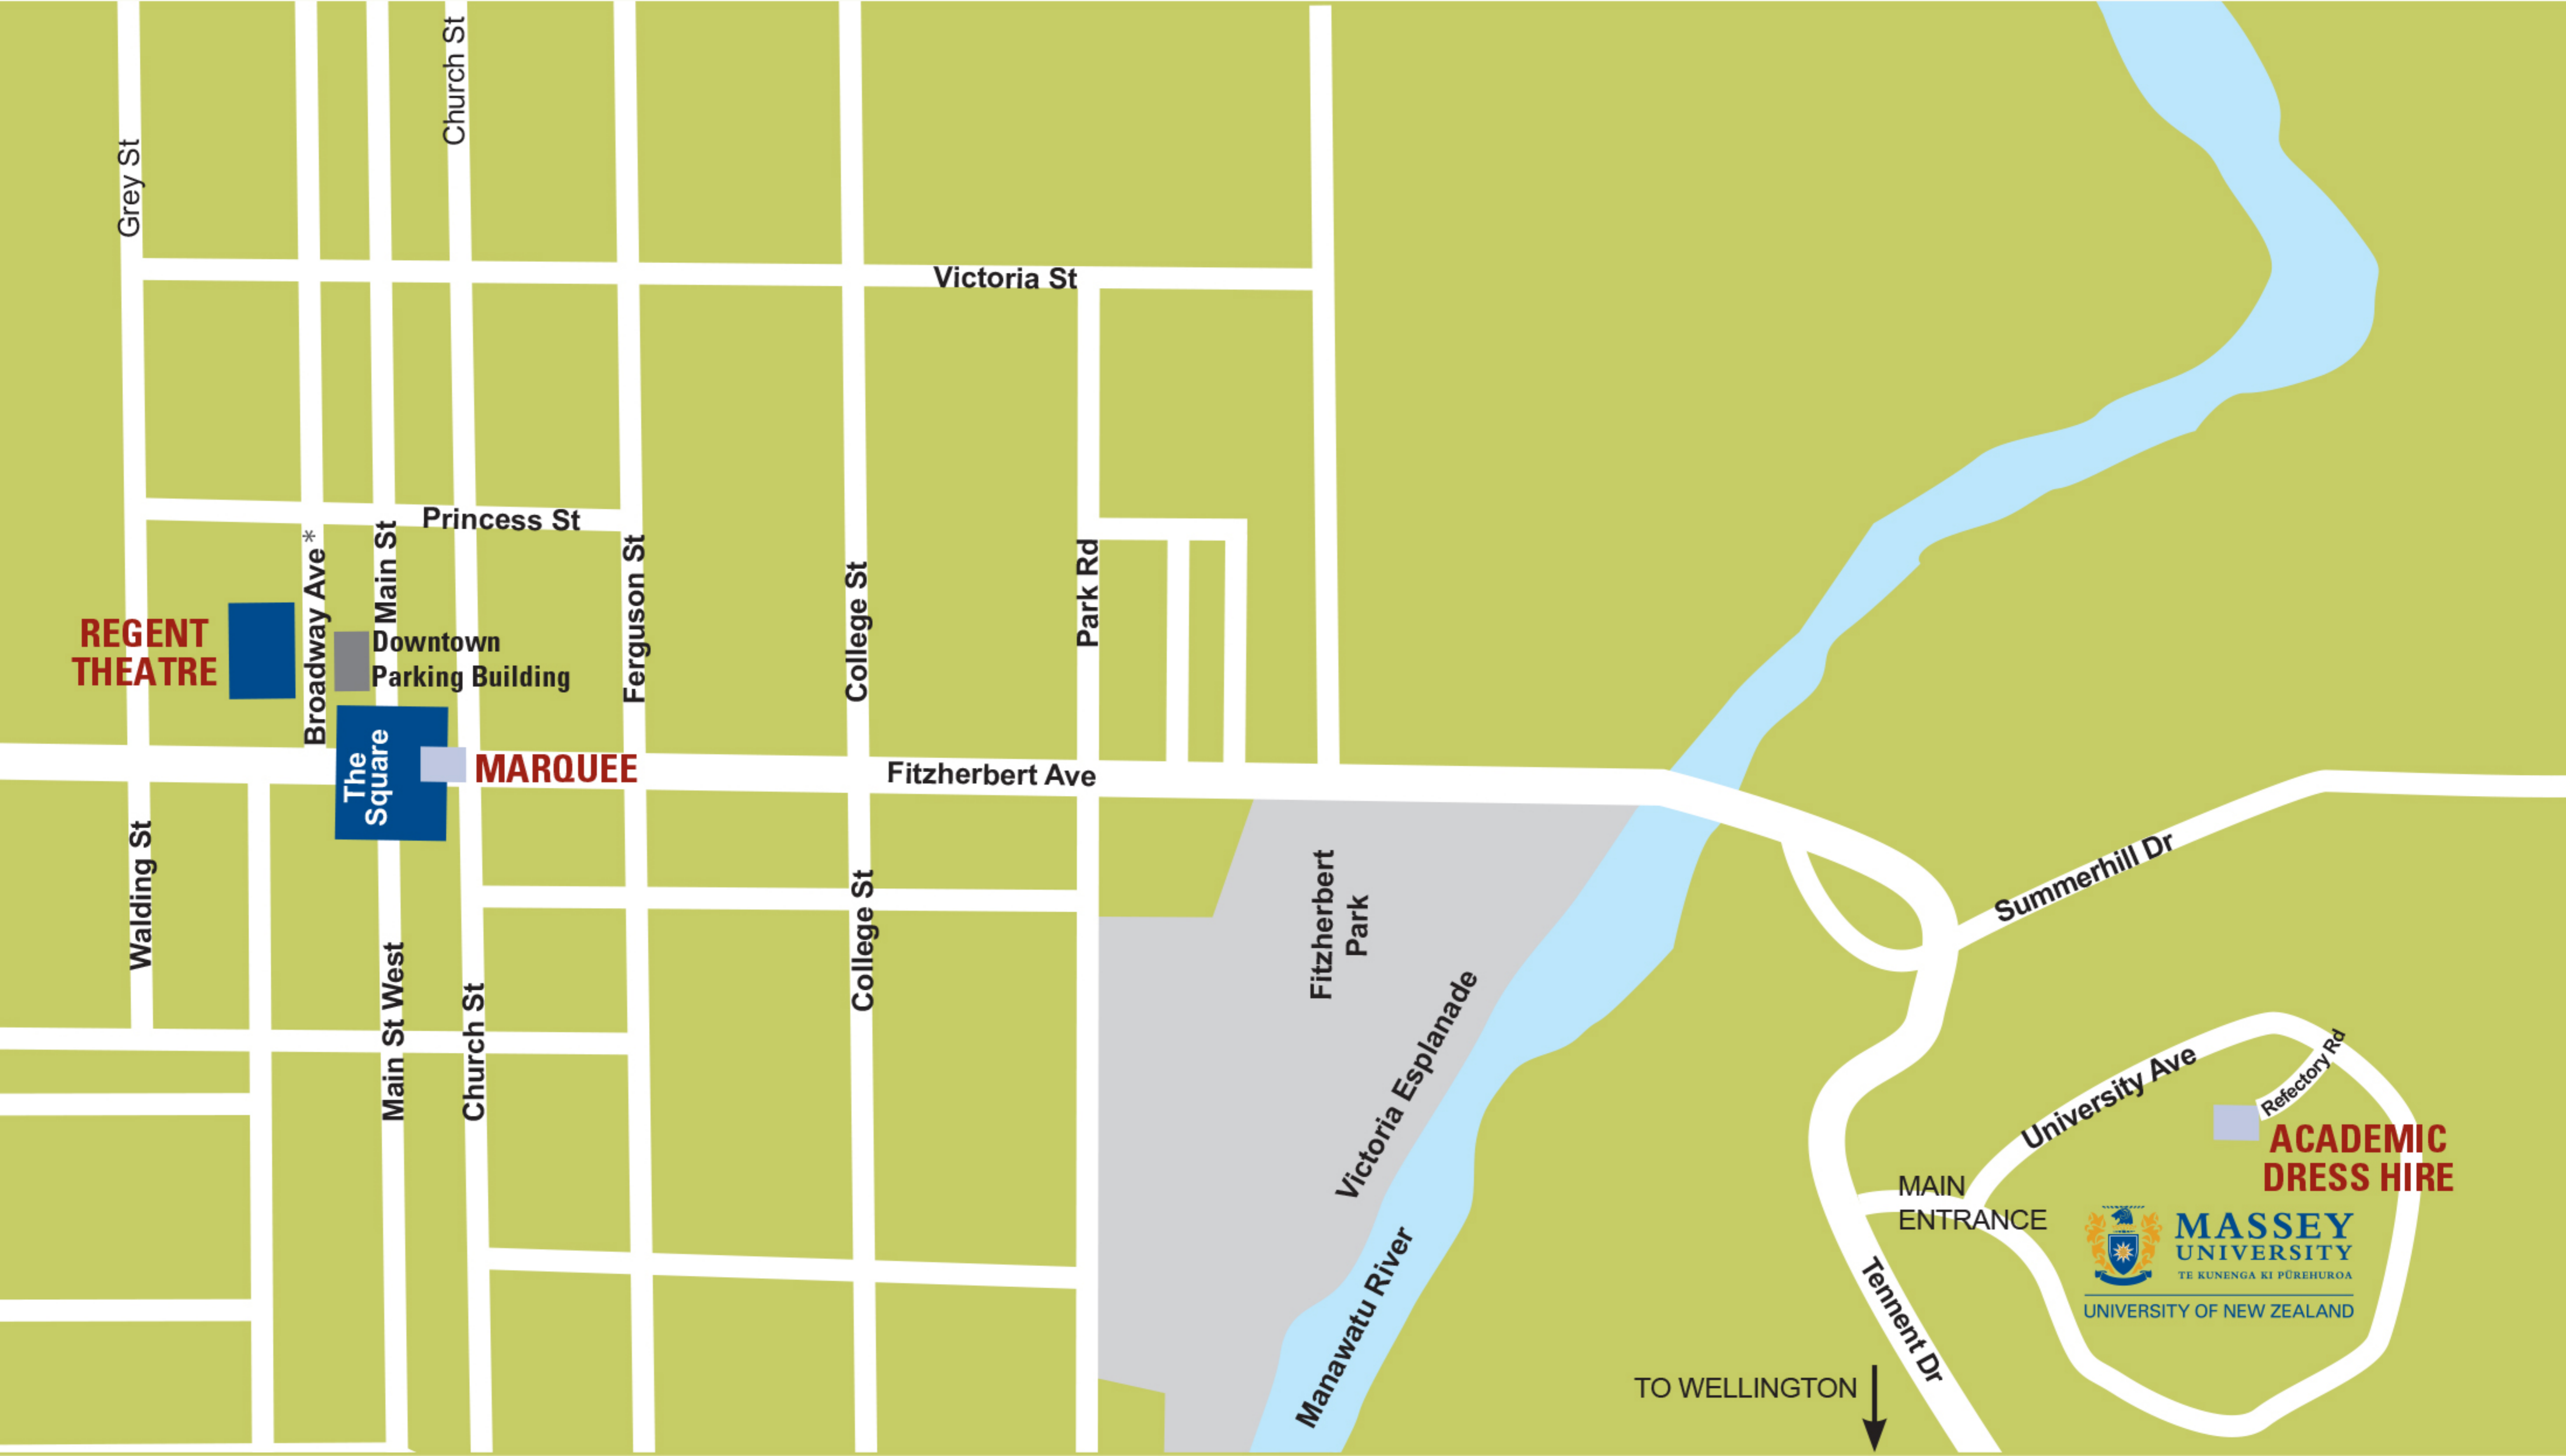 Church St
Grey St
Victoria St
Princess St
Broadway Ave *
Main St
Ferguson St
College St
Park Rd
REGENT
THEATRE
Downtown
Parking Building
The
Square
MARQUEE
Fitzherbert Ave
Walding St
Main St West
Church St
College St
Fitzherbert
Park
Victoria Esplanade
Manawatu River
Summerhill Dr
University Ave
Refectory Rd
ACADEMIC
DRESS HIRE
MAIN
ENTRANCE
MASSEY
UNIVERSITY
TE KUNENGA KI PŪREHUROA
UNIVERSITY OF NEW ZEALAND
Tennent Dr
TO WELLINGTON